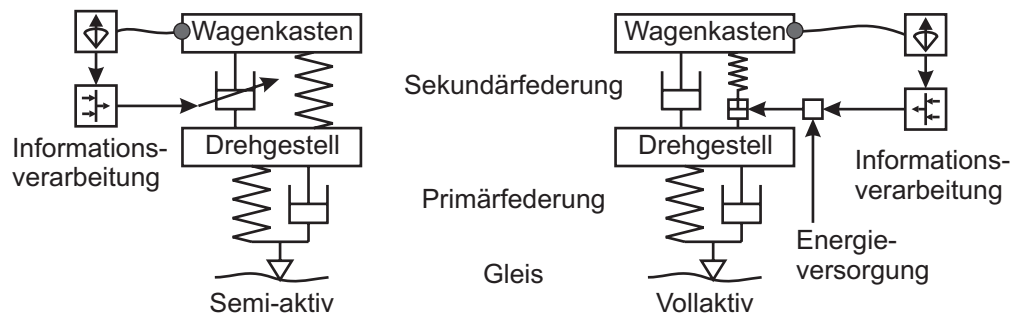 Wagenkasten
Wagenkasten
Sekundärfederung
Drehgestell
Drehgestell
Informations-
verarbeitung
Informations-
verarbeitung
Primärfederung
Energie-
versorgung
Gleis
Semi-aktiv
Vollaktiv